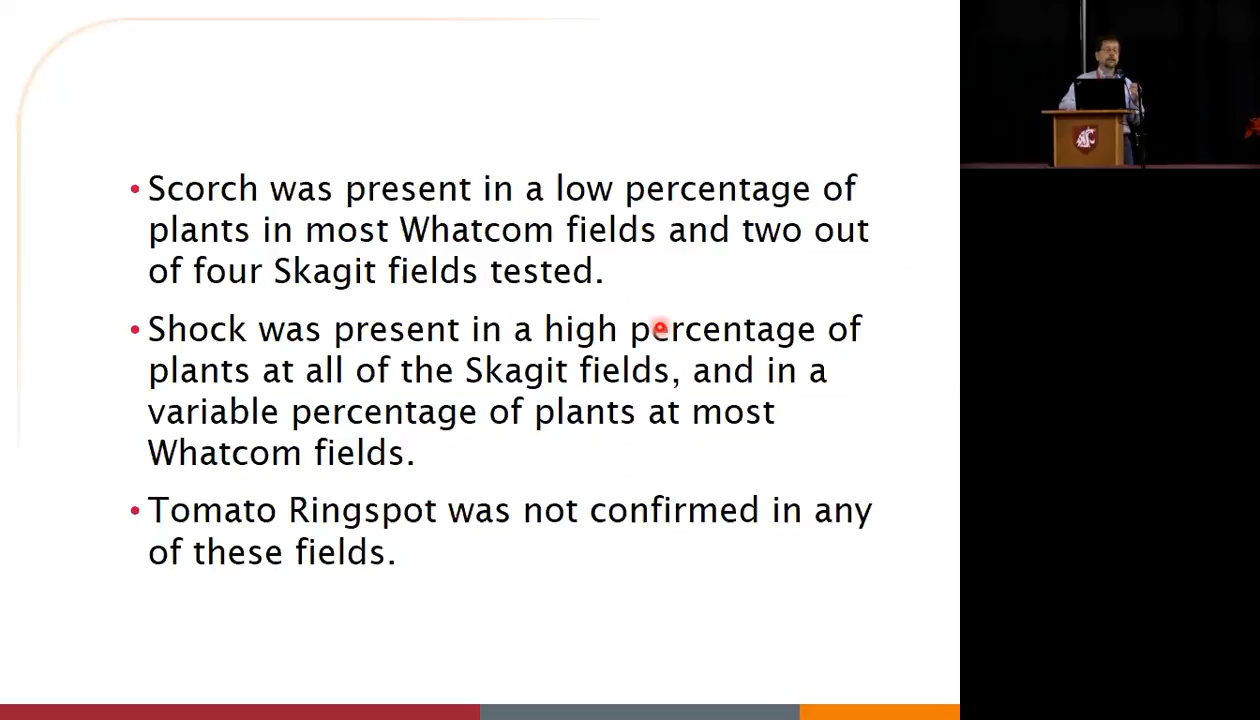 • Scorch was present in a low percentage of
plants in most Whatcom fields and two out
of four Skagit fields tested.
• Shock was present in a high percentage of
plants at all of the Skagit fields, and in a
variable percentage of plants at most
Whatcom fields.
• Tomato Ringspot was not confirmed in any
of these fields.